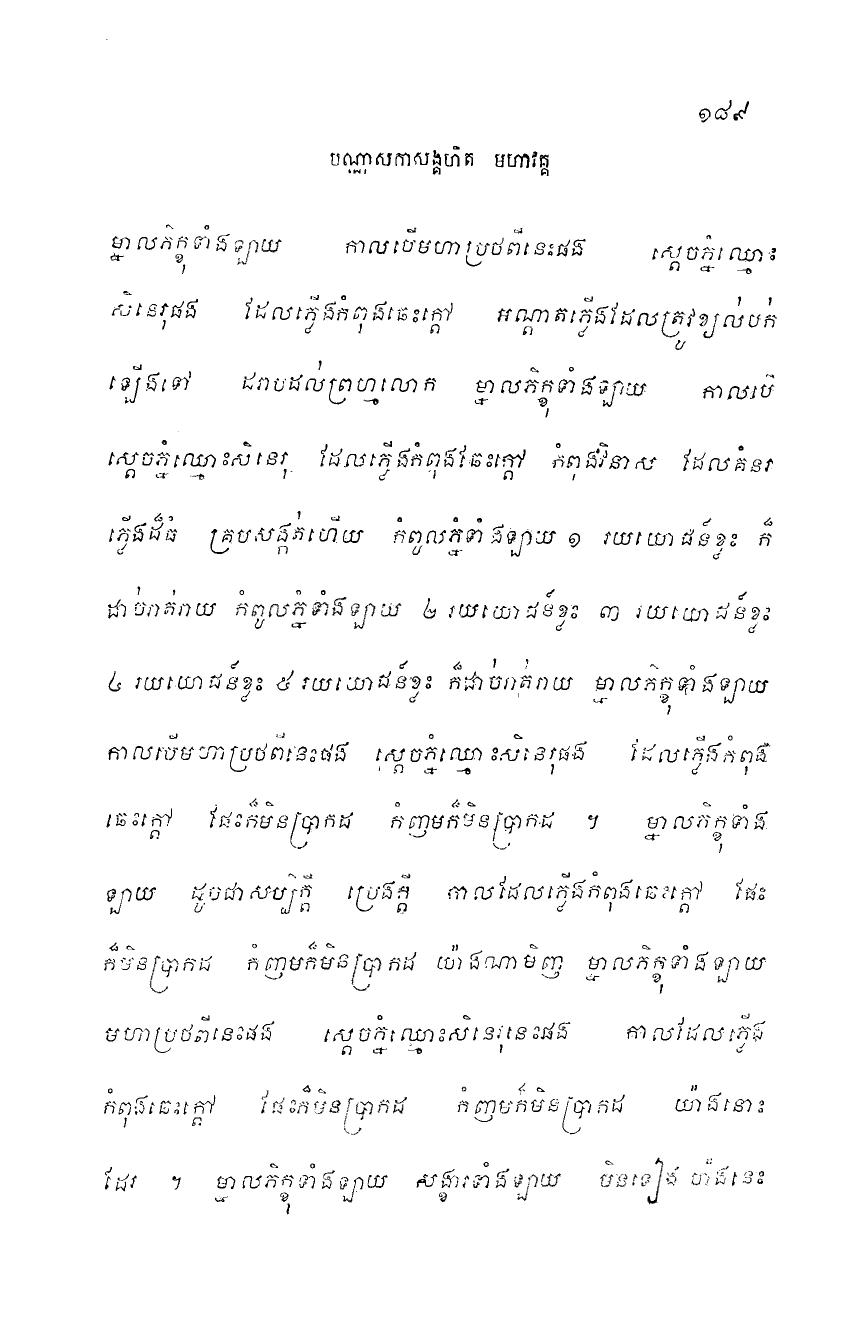 ១៨៩
បណ្ណាសកាសង្គហិត មហាវគ្គ
ម្នាលភិក្ខុទាំងឡាយ កាលបើមហាប្រថពីនេះផង ស្តេចភ្នំឈ្មោះ
សិនេរុផង ដែលភ្លើងកំពុងឆេះក្តៅ អណ្តាតភ្លើងដែលត្រូវខ្យល់បក់
ឡើងទៅ ដរាបដល់ព្រហ្មលោក ម្នាលភិក្ខុទាំងឡាយ កាលបើ
ស្តេចភ្នំឈ្មោះសិនេរុ ដែលភ្លើងកំពុងឆែះក្តៅ កំពុងវិនាស ដែលគំនរ
ភ្លើងដ៏ធំ គ្របសង្កត់ហើយ កំពូលភ្នំទាំងឡាយ ១ រយយោជន៍ខ្លះ ក៏
ដាច់រាត់រាយ កំពូលភ្នំទាំងឡាយ ២ រយយោជន៍ខ្លះ ៣ រយយោជន៍ខ្លះ
៤ រយយោជន៍ខ្លះ ៥ រយយោជន៍ខ្លះ ក៏ដាច់រាត់រាយ ម្នាលភិក្ខុទាំងឡាយ
កាលបើមហាប្រថពីនេះផង ស្តេចភ្នំឈ្មោះសិនេរុផង ដែលភ្លើងកំពុង
ឆេះក្តៅ ផែះក៏មិនប្រាកដ កំញមក៏មិនប្រាកដ ។ ម្នាលភិក្ខុទាំង
ឡាយ ដូចជាសប្បិក្តី ប្រេងក្តី កាលដែលភ្លើងកំពុងឆេះក្តៅ ផែះ
ក៏មិនប្រាកដ កំញមក៏មិនប្រាកដ យ៉ាងណាមិញ ម្នាលភិក្ខុទាំងឡាយ
មហាប្រថពីនេះផង ស្តេចភ្នំឈ្មោះសិនេរុនេះផង កាលដែលភ្លើង
កំពុងឆេះក្តៅ ផែះក៏មិនប្រាកដ កំញមក៏មិនប្រាកដ យ៉ាងនោះ
ដែរ ។ ម្នាលភិក្ខុទាំងឡាយ សង្ខារទាំងឡាយ មិនទៀង យ៉ាងនេះ